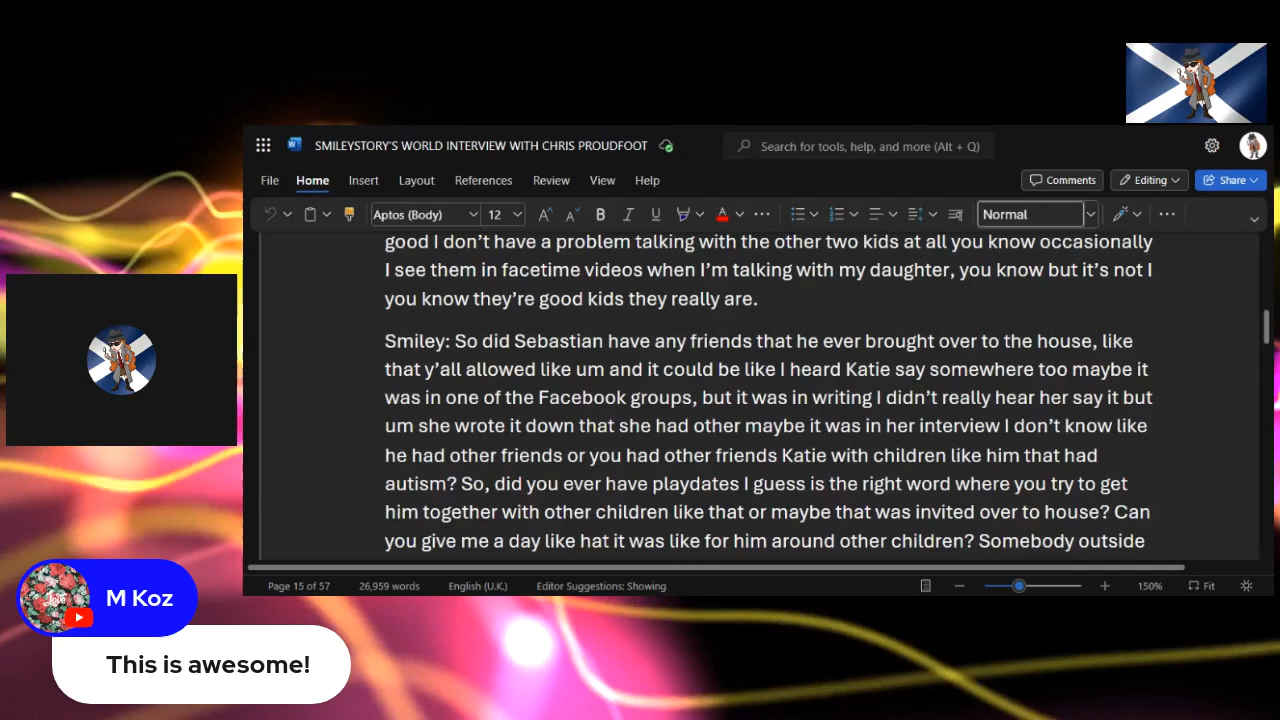 SMILEYSTORY'S WORLD INTERVIEW WITH CHRIS PROUDFOOT
Search for tools, help, and more (Alt + Q)
File Home Insert Layout References Review View Help
Comments Editing Share
Aptos (Body) 12 B I U A Normal
good I don't have a problem talking with the other two kids at all you know occasionally
I see them in facetime videos when I'm talking with my daughter, you know but it's not I
you know they're good kids they really are.
Smiley: So did Sebastian have any friends that he ever brought over to the house, like
that y'all allowed like um and it could be like I heard Katie say somewhere too maybe it
was in one of the Facebook groups, but it was in writing I didn't really hear her say it but
um she wrote it down that she had other maybe it was in her interview I don't know like
he had other friends or you had other friends Katie with children like him that had
autism? So, did you ever have playdates I guess is the right word where you try to get
him together with other children like that or maybe that was invited over to house? Can
you give me a day like hat it was like for him around other children? Somebody outside
Page 15 of 57 26,959 words English (U.K.) Editor Suggestions: Showing 150% Fit
M Koz
This is awesome!